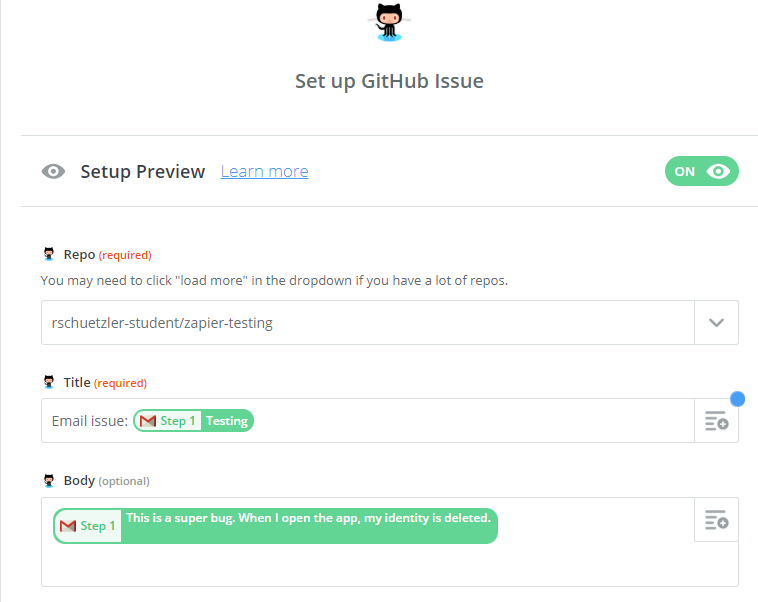 Set up GitHub Issue
Setup Preview Learn more ON
Repo (required)
You may need to click "load more" in the dropdown if you have a lot of repos.
rschuetzler-student/zapier-testing
Title (required)
Email issue: Step 1 Testing
Body (optional)
Step 1 This is a super bug. When I open the app, my identity is deleted.